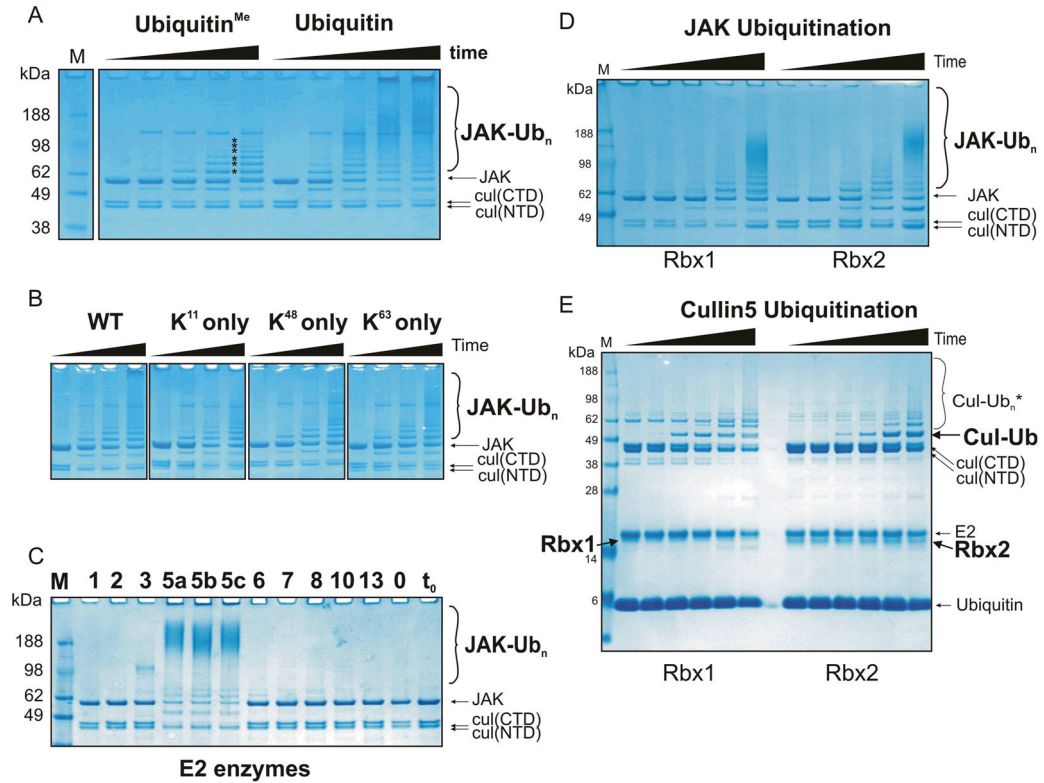 A
Ubiquitin^Me Ubiquitin
time
M
kDa
188
98
62
49
38
******
JAK-Ub_n
JAK
cul(CTD)
cul(NTD)
B
WT K^11 only K^48 only K^63 only
Time
JAK-Ub_n
JAK
cul(CTD)
cul(NTD)
C
M 1 2 3 5a 5b 5c 6 7 8 10 13 0 t_0
kDa
188
98
62
49
JAK-Ub_n
JAK
cul(CTD)
cul(NTD)
E2 enzymes
D
JAK Ubiquitination
M
Time
kDa
188
98
62
49
JAK-Ub_n
JAK
cul(CTD)
cul(NTD)
Rbx1 Rbx2
E
Cullin5 Ubiquitination
M
Time
kDa
188
98
62
49
38
28
14
6
Cul-Ub_n*
Cul-Ub
cul(CTD)
cul(NTD)
E2
Rbx1
Rbx2
Ubiquitin
Rbx1 Rbx2